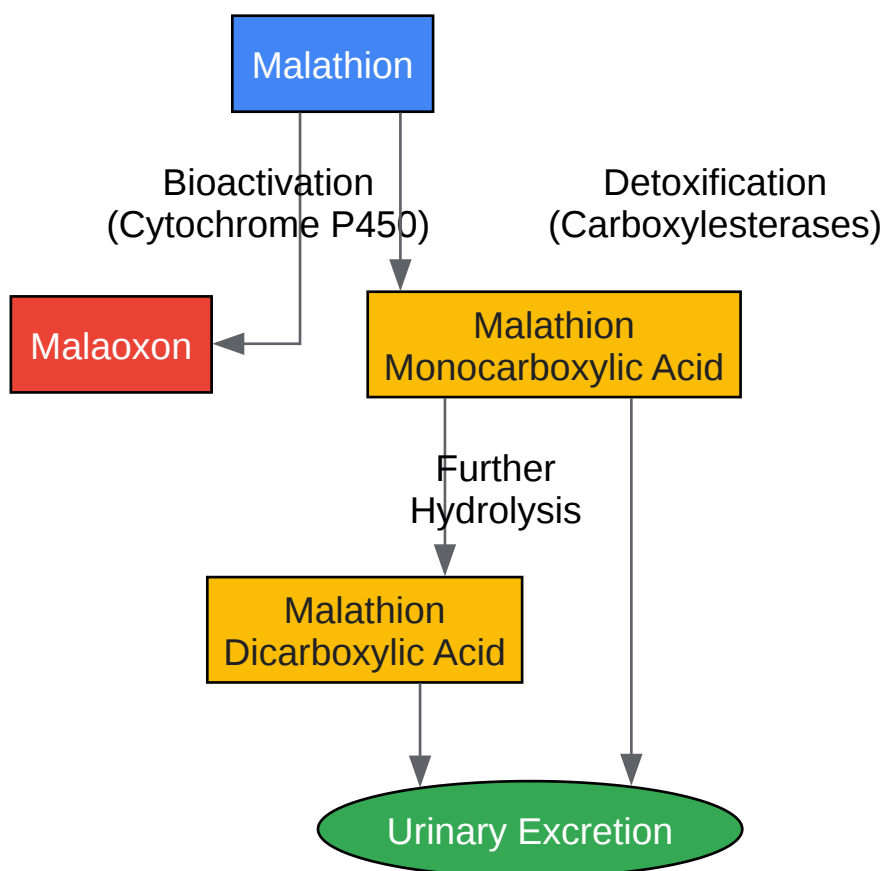 Malathion
Bioactivation
(Cytochrome P450)
Detoxification
(Carboxylesterases)
Malaoxon
Malathion
Monocarboxylic Acid
Further
Hydrolysis
Malathion
Dicarboxylic Acid
Urinary Excretion